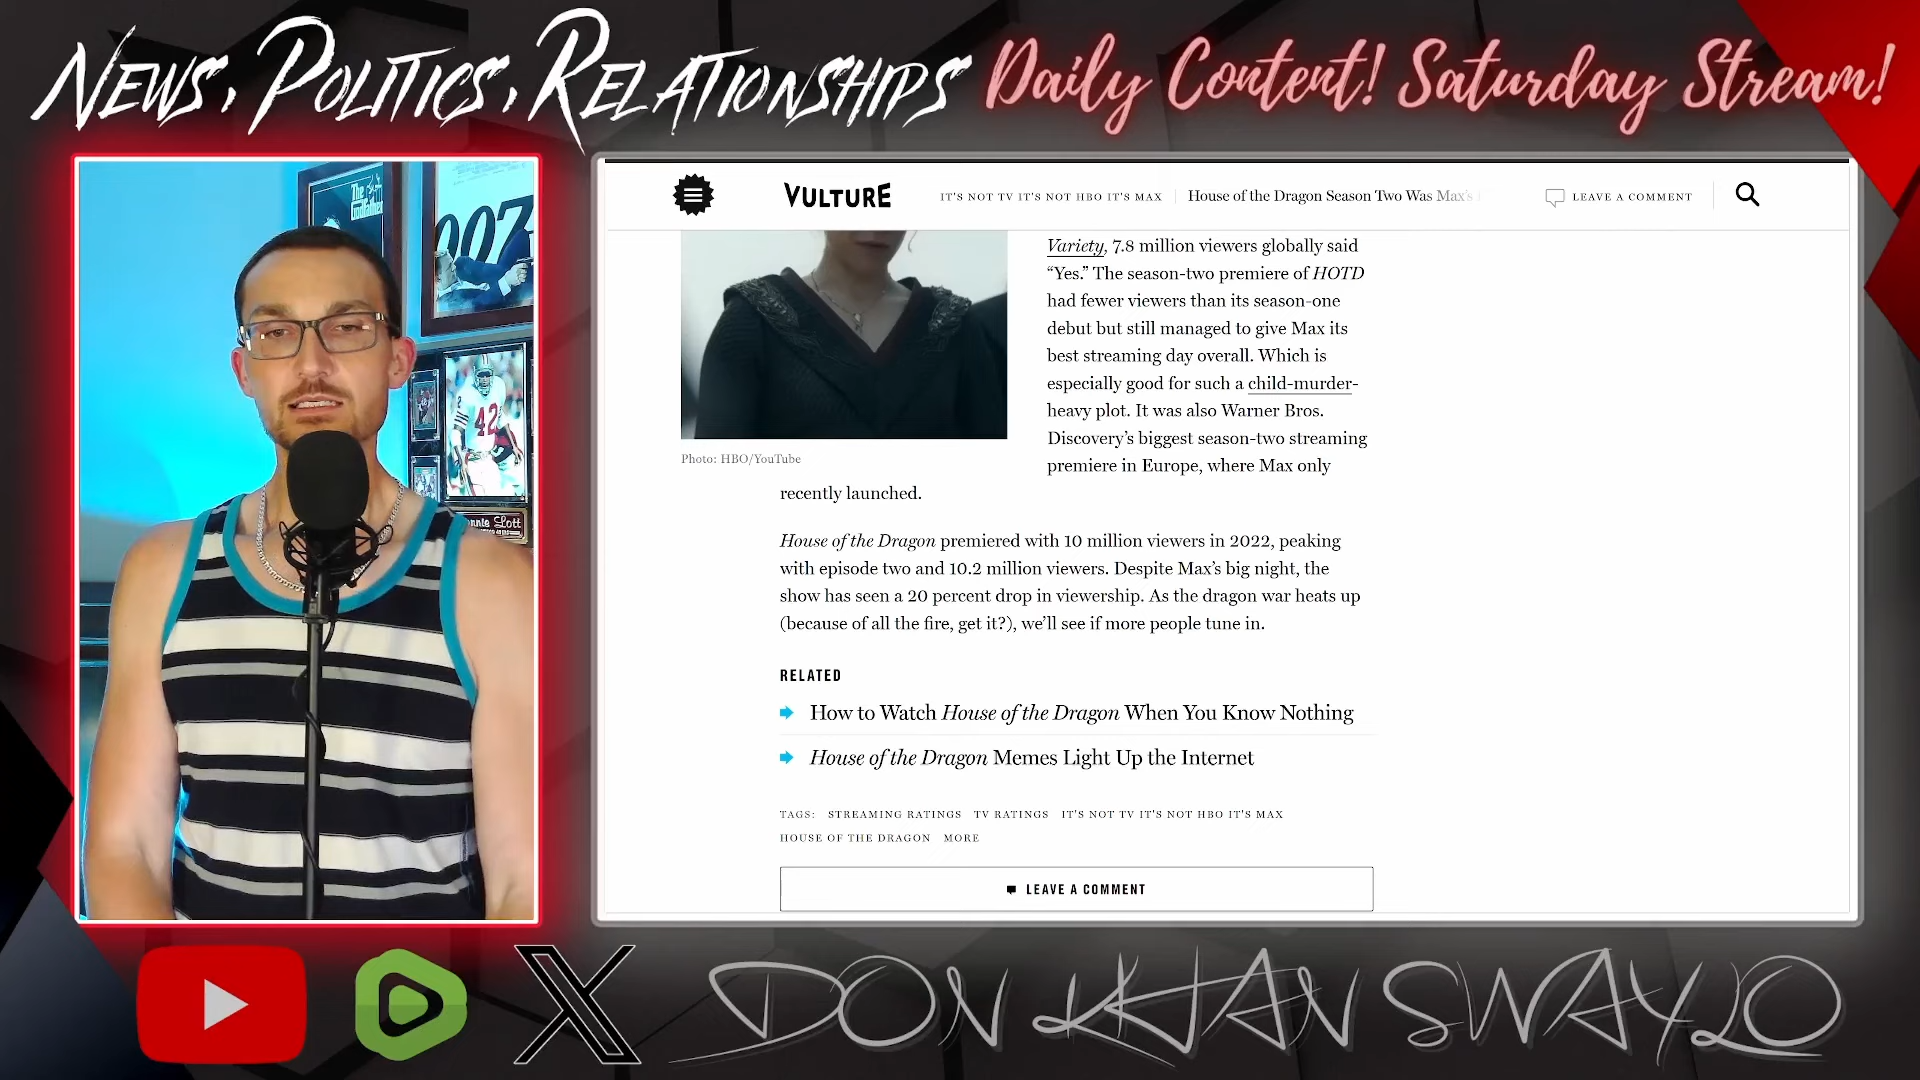 News, Politics, Relationships Daily Content! Saturday Stream!
The Godfather
007
42
nnie Lott
VULTURE
IT'S NOT TV IT'S NOT HBO IT'S MAX
House of the Dragon Season Two Was Max's
LEAVE A COMMENT
Variety, 7.8 million viewers globally said
“Yes.” The season-two premiere of HOTD
had fewer viewers than its season-one
debut but still managed to give Max its
best streaming day overall. Which is
especially good for such a child-murder-
heavy plot. It was also Warner Bros.
Discovery’s biggest season-two streaming
premiere in Europe, where Max only
recently launched.
Photo: HBO/YouTube
House of the Dragon premiered with 10 million viewers in 2022, peaking
with episode two and 10.2 million viewers. Despite Max’s big night, the
show has seen a 20 percent drop in viewership. As the dragon war heats up
(because of all the fire, get it?), we’ll see if more people tune in.
RELATED
How to Watch House of the Dragon When You Know Nothing
House of the Dragon Memes Light Up the Internet
TAGS: STREAMING RATINGS TV RATINGS IT'S NOT TV IT'S NOT HBO IT'S MAX
HOUSE OF THE DRAGON MORE
LEAVE A COMMENT
X DON KHAN SWAYLO